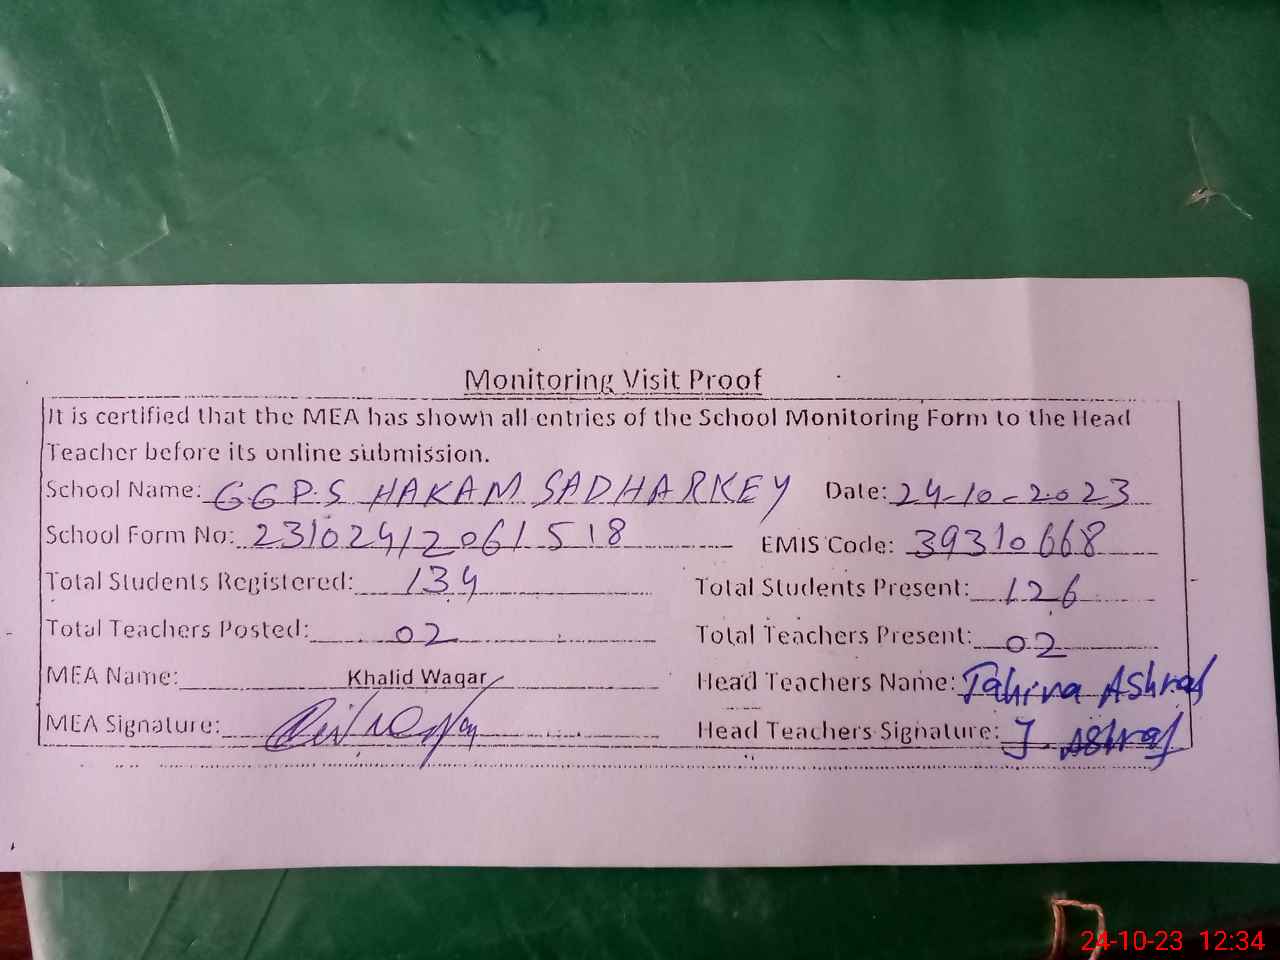 Monitoring Visit Proof
It is certified that the MEA has shown all entries of the School Monitoring Form to the Head
Teacher before its online submission.
School Name: GGPS HAKAM SADHARKEY Date: 24-10-2023
School Form No: 23102412061518 EMIS Code: 39310668
Total Students Registered: 134 Total Students Present: 126
Total Teachers Posted: 02 Total Teachers Present: 02
MEA Name: Khalid Waqar Head Teachers Name: Tahira Ashraf
MEA Signature: Head Teachers Signature: T. Ashraf
24-10-23 12:34